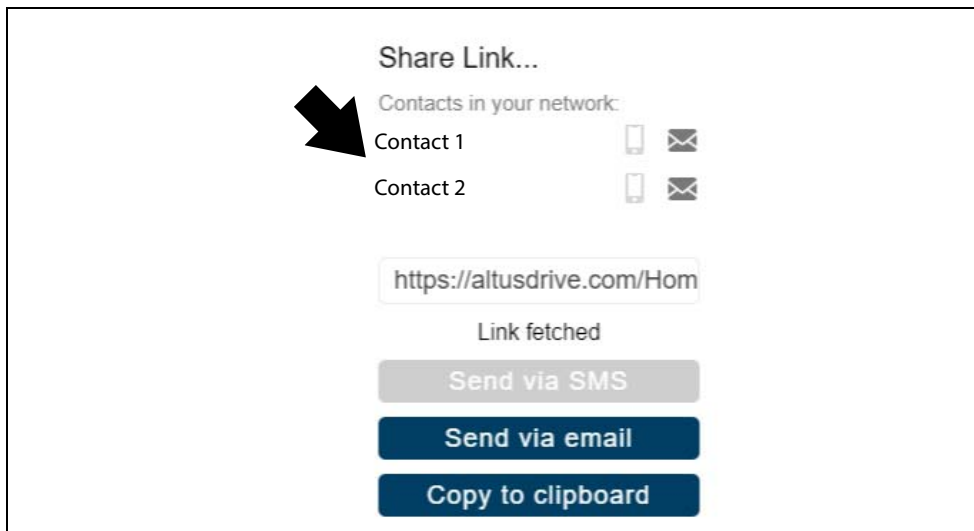 Share Link...
Contacts in your network:
Contact 1
Contact 2
https://altusdrive.com/Hom
Link fetched
Send via SMS
Send via email
Copy to clipboard